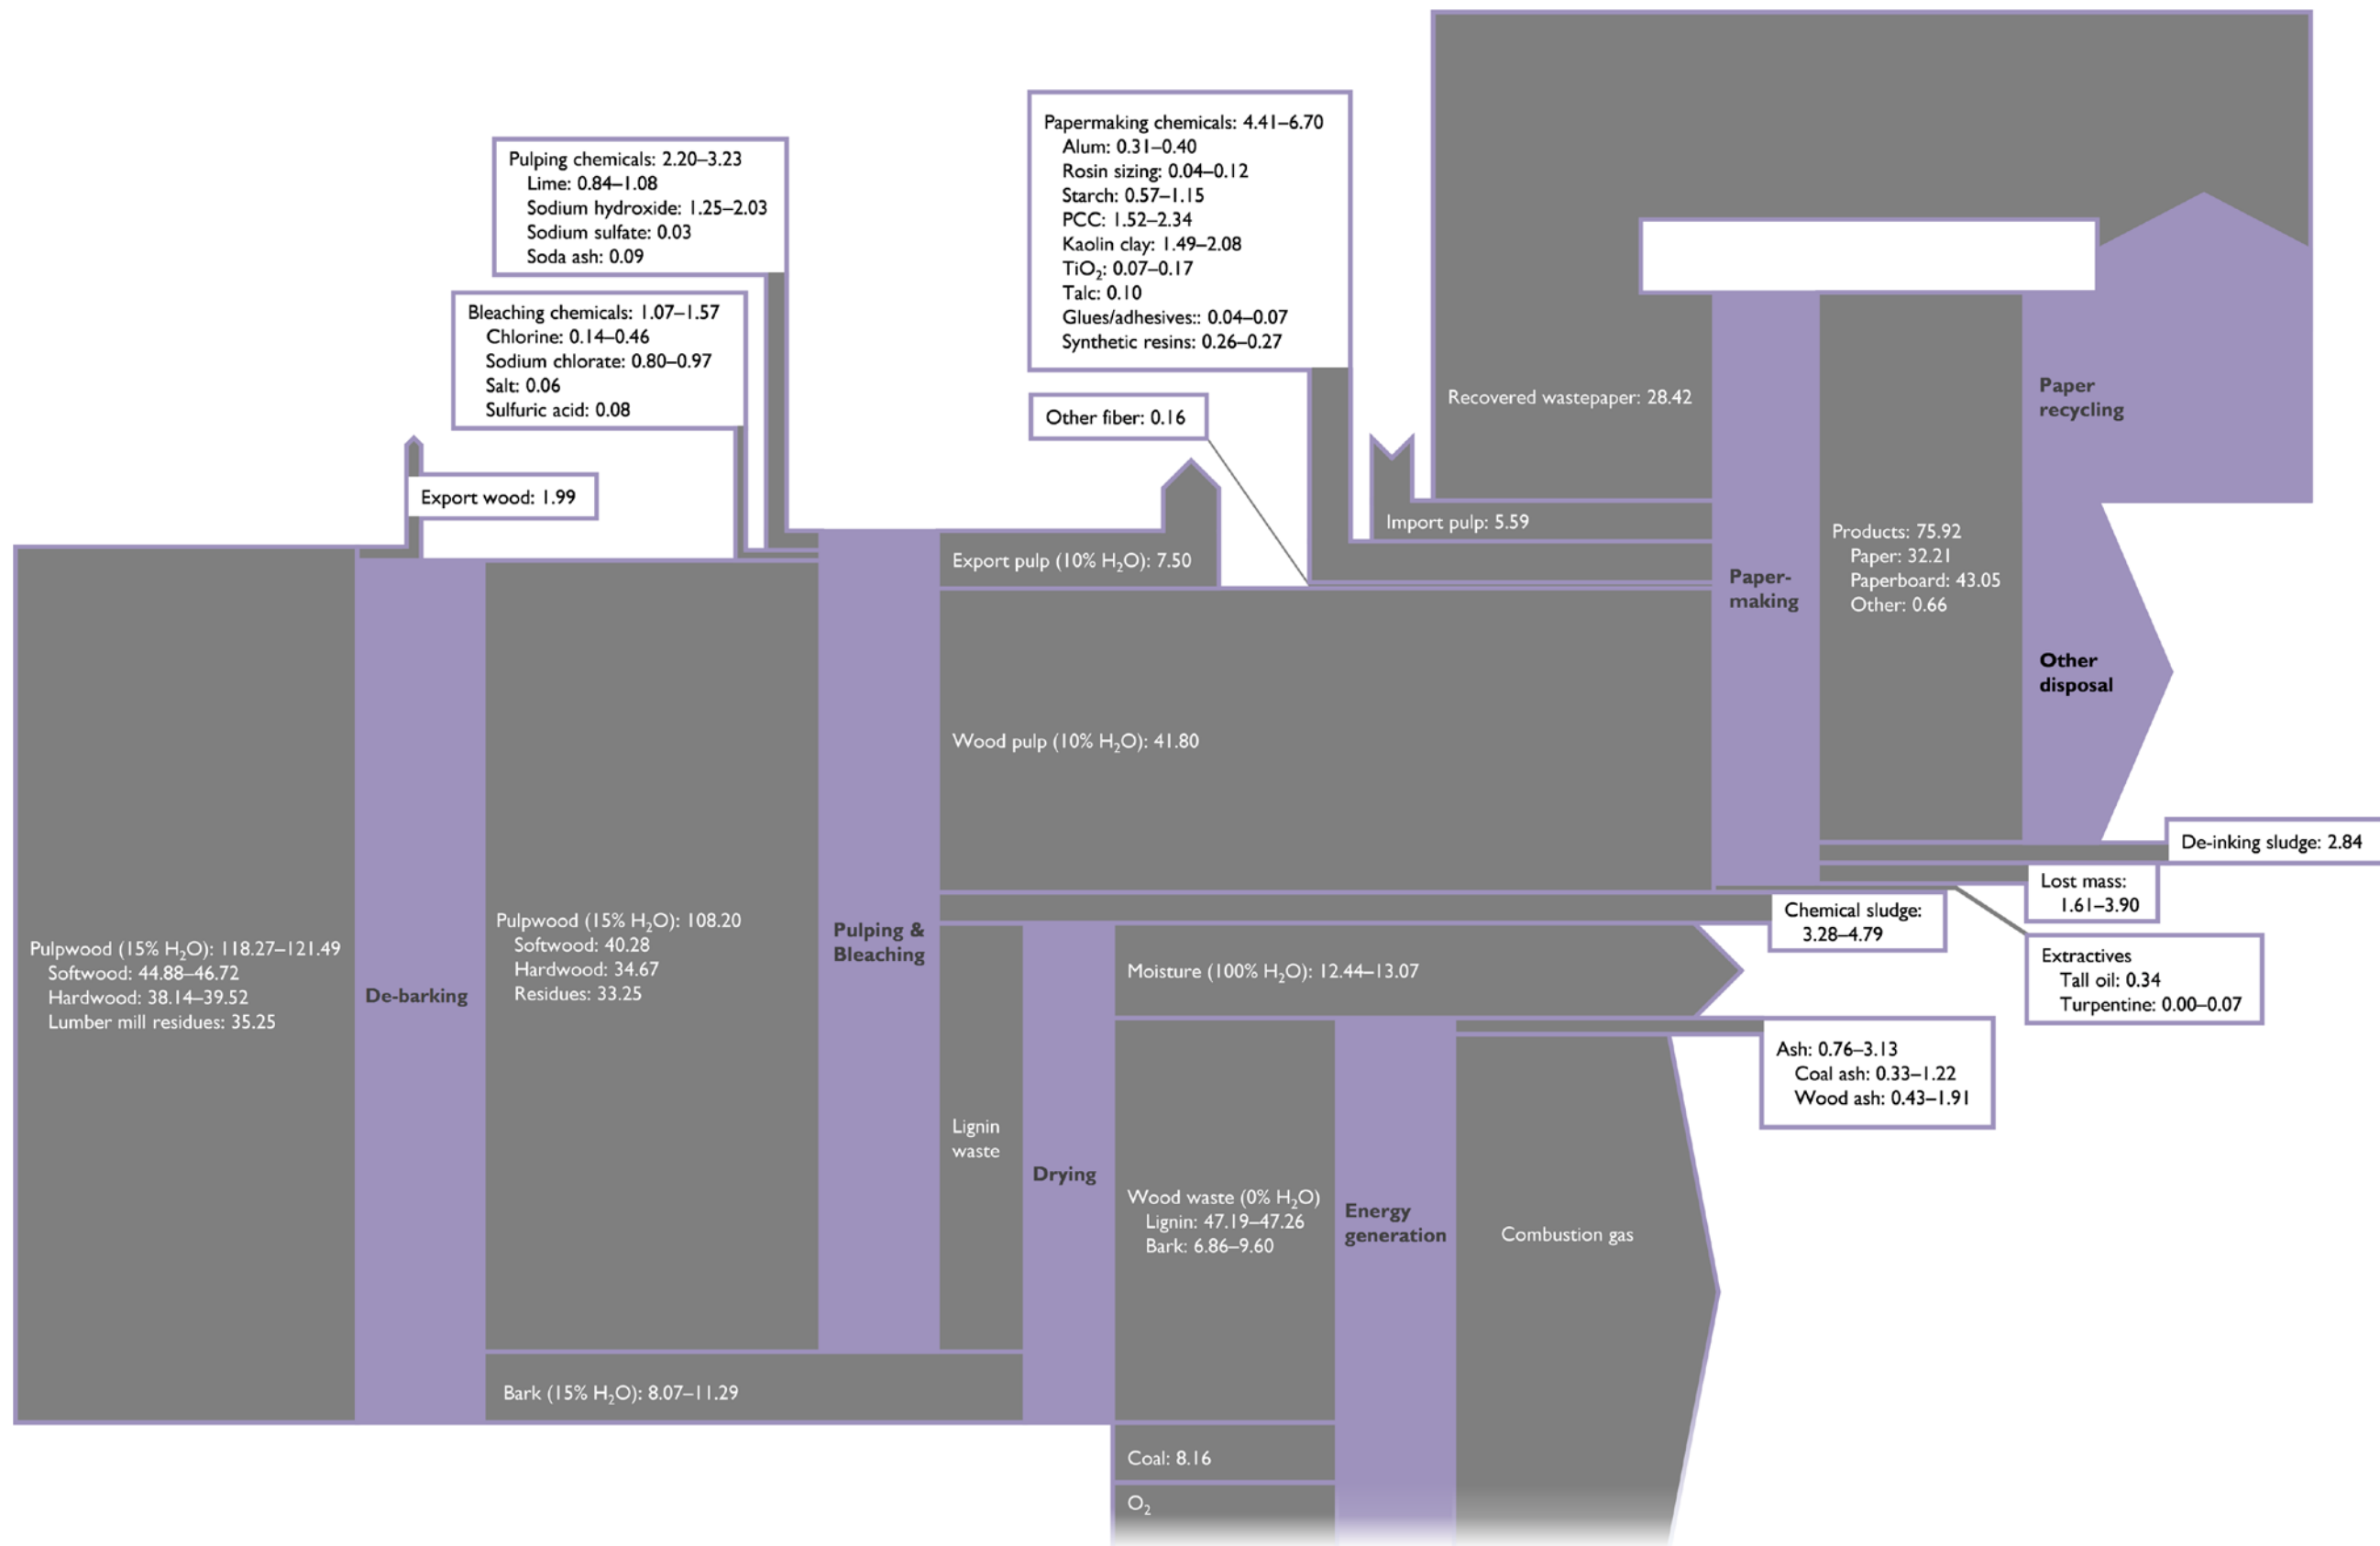 Pulping chemicals: 2.20–3.23
Lime: 0.84–1.08
Sodium hydroxide: 1.25–2.03
Sodium sulfate: 0.03
Soda ash: 0.09
Bleaching chemicals: 1.07–1.57
Chlorine: 0.14–0.46
Sodium chlorate: 0.80–0.97
Salt: 0.06
Sulfuric acid: 0.08
Export wood: 1.99
Papermaking chemicals: 4.41–6.70
Alum: 0.31–0.40
Rosin sizing: 0.04–0.12
Starch: 0.57–1.15
PCC: 1.52–2.34
Kaolin clay: 1.49–2.08
TiO₂: 0.07–0.17
Talc: 0.10
Glues/adhesives:: 0.04–0.07
Synthetic resins: 0.26–0.27
Other fiber: 0.16
Recovered wastepaper: 28.42
Import pulp: 5.59
Export pulp (10% H₂O): 7.50
Wood pulp (10% H₂O): 41.80
Paper-
making
Products: 75.92
Paper: 32.21
Paperboard: 43.05
Other: 0.66
Paper
recycling
Other
disposal
De-inking sludge: 2.84
Lost mass:
1.61–3.90
Chemical sludge:
3.28–4.79
Extractives
Tall oil: 0.34
Turpentine: 0.00–0.07
Pulpwood (15% H₂O): 118.27–121.49
Softwood: 44.88–46.72
Hardwood: 38.14–39.52
Lumber mill residues: 35.25
De-barking
Pulpwood (15% H₂O): 108.20
Softwood: 40.28
Hardwood: 34.67
Residues: 33.25
Pulping &
Bleaching
Moisture (100% H₂O): 12.44–13.07
Ash: 0.76–3.13
Coal ash: 0.33–1.22
Wood ash: 0.43–1.91
Lignin
waste
Drying
Wood waste (0% H₂O)
Lignin: 47.19–47.26
Bark: 6.86–9.60
Energy
generation
Combustion gas
Bark (15% H₂O): 8.07–11.29
Coal: 8.16
O₂